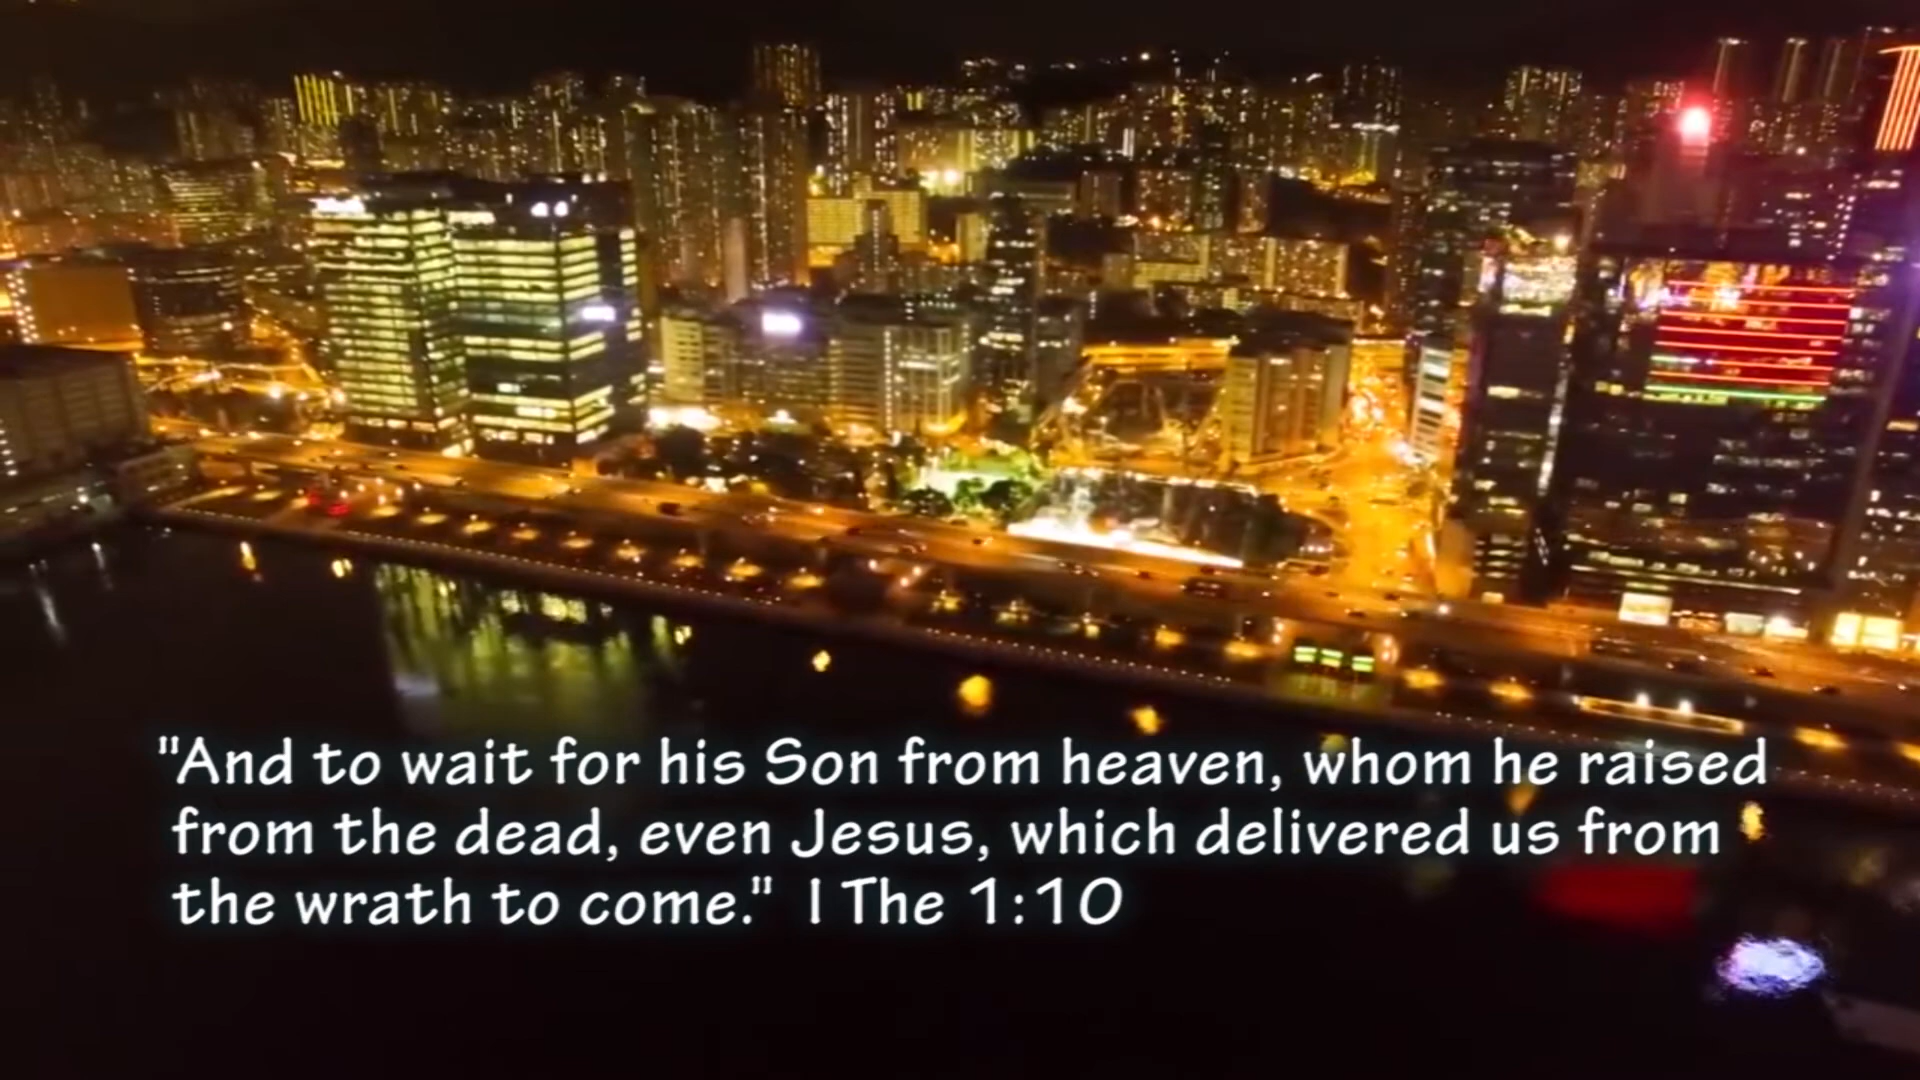 "And to wait for his Son from heaven, whom he raised
from the dead, even Jesus, which delivered us from
the wrath to come." I The 1:10